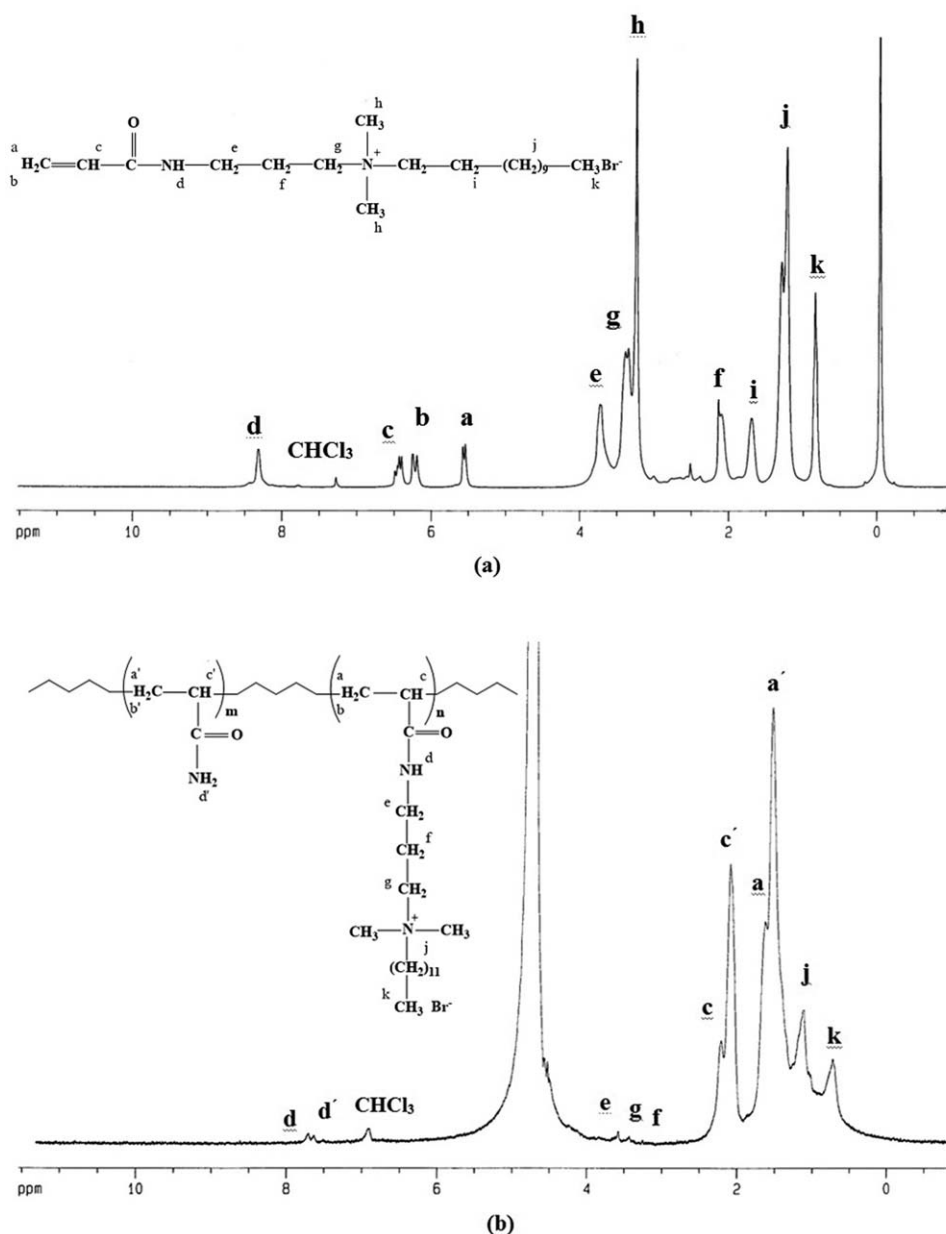 h
h
CH₃
j
O
a
c
e
g
j
k
H₂C=CH–C–NH–CH₂-CH₂-CH₂-N⁺–CH₂-CH₂-(CH₂)₉-CH₃Br⁻
b
d
f
i
k
CH₃
h
g
e
f
i
d
c
b
a
CHCl₃
ppm 10 8 6 4 2 0
(a)
a' c' a c
H₂C–CH H₂C–CH
b' m b n
C=O C=O
NH₂ NH d
d'
e CH₂
f
CH₂
g CH₂
CH₃–N⁺–CH₃
j
(CH₂)₁₁
k CH₃ Br⁻
a´
c´
a
j
c
k
d d´ CHCl₃ e g f
ppm 10 8 6 4 2 0
(b)